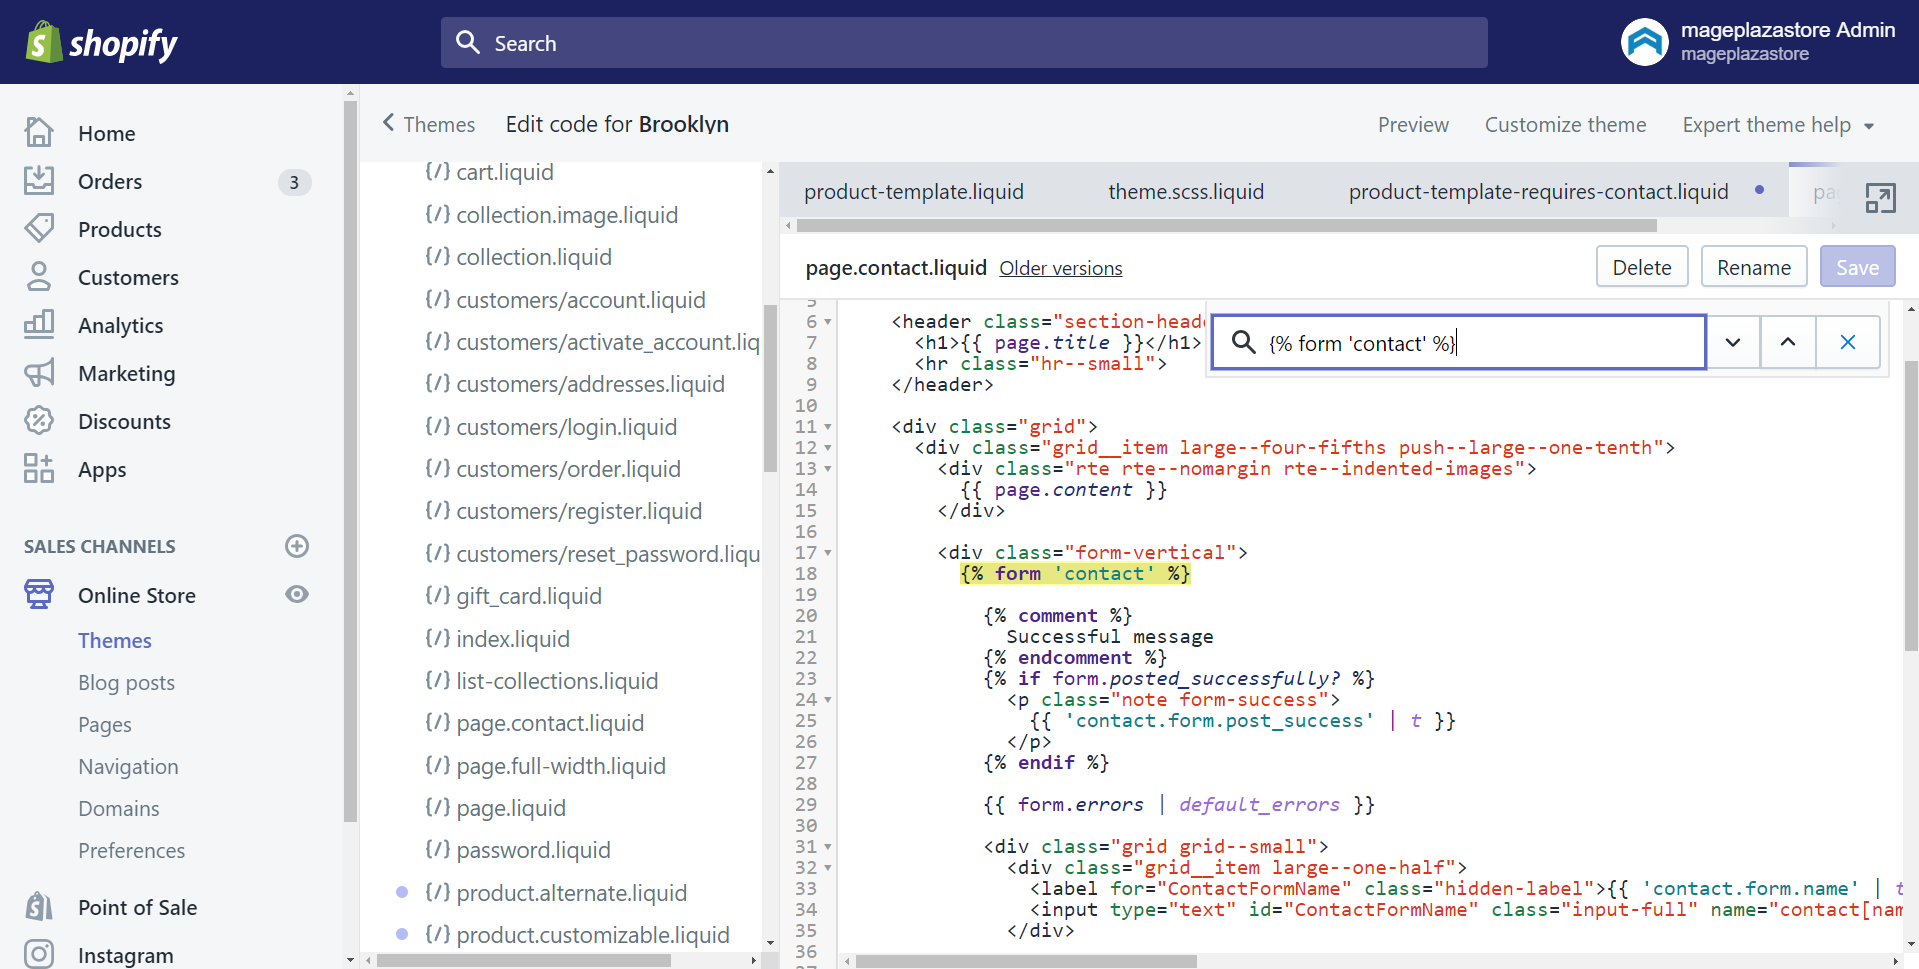 shopify
Search
mageplazastore Admin
mageplazastore
Home
Orders
3
Products
Customers
Analytics
Marketing
Discounts
Apps
SALES CHANNELS
Online Store
Themes
Blog posts
Pages
Navigation
Domains
Preferences
Point of Sale
Instagram
Themes
Edit code for Brooklyn
Preview
Customize theme
Expert theme help
{/} cart.liquid
{/} collection.image.liquid
{/} collection.liquid
{/} customers/account.liquid
{/} customers/activate_account.liq
{/} customers/addresses.liquid
{/} customers/login.liquid
{/} customers/order.liquid
{/} customers/register.liquid
{/} customers/reset_password.liqu
{/} gift_card.liquid
{/} index.liquid
{/} list-collections.liquid
{/} page.contact.liquid
{/} page.full-width.liquid
{/} page.liquid
{/} password.liquid
{/} product.alternate.liquid
{/} product.customizable.liquid
product-template.liquid
theme.scss.liquid
product-template-requires-contact.liquid
pa
page.contact.liquid
Older versions
Delete
Rename
Save
{% form 'contact' %}
5
6 <header class="section-head
7 <h1>{{ page.title }}</h1>
8 <hr class="hr--small">
9 </header>
10
11 <div class="grid">
12 <div class="grid__item large--four-fifths push--large--one-tenth">
13 <div class="rte rte--nomargin rte--indented-images">
14 {{ page.content }}
15 </div>
16
17 <div class="form-vertical">
18 {% form 'contact' %}
19
20 {% comment %}
21 Successful message
22 {% endcomment %}
23 {% if form.posted_successfully? %}
24 <p class="note form-success">
25 {{ 'contact.form.post_success' | t }}
26 </p>
27 {% endif %}
28
29 {{ form.errors | default_errors }}
30
31 <div class="grid grid--small">
32 <div class="grid__item large--one-half">
33 <label for="ContactFormName" class="hidden-label">{{ 'contact.form.name' | t
34 <input type="text" id="ContactFormName" class="input-full" name="contact[nam
35 </div>
36